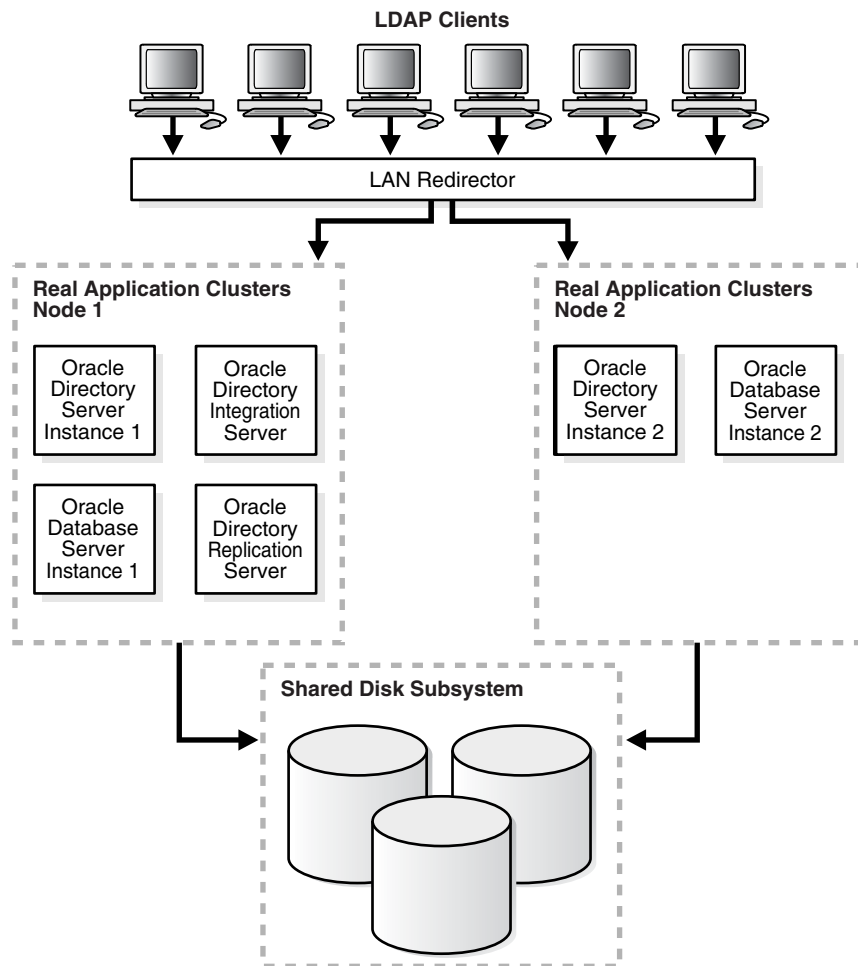 LDAP Clients
LAN Redirector
Real Application Clusters
Node 1
Oracle
Directory
Server
Instance 1
Oracle
Directory
Integration
Server
Oracle
Database
Server
Instance 1
Oracle
Directory
Replication
Server
Real Application Clusters
Node 2
Oracle
Directory
Server
Instance 2
Oracle
Database
Server
Instance 2
Shared Disk Subsystem